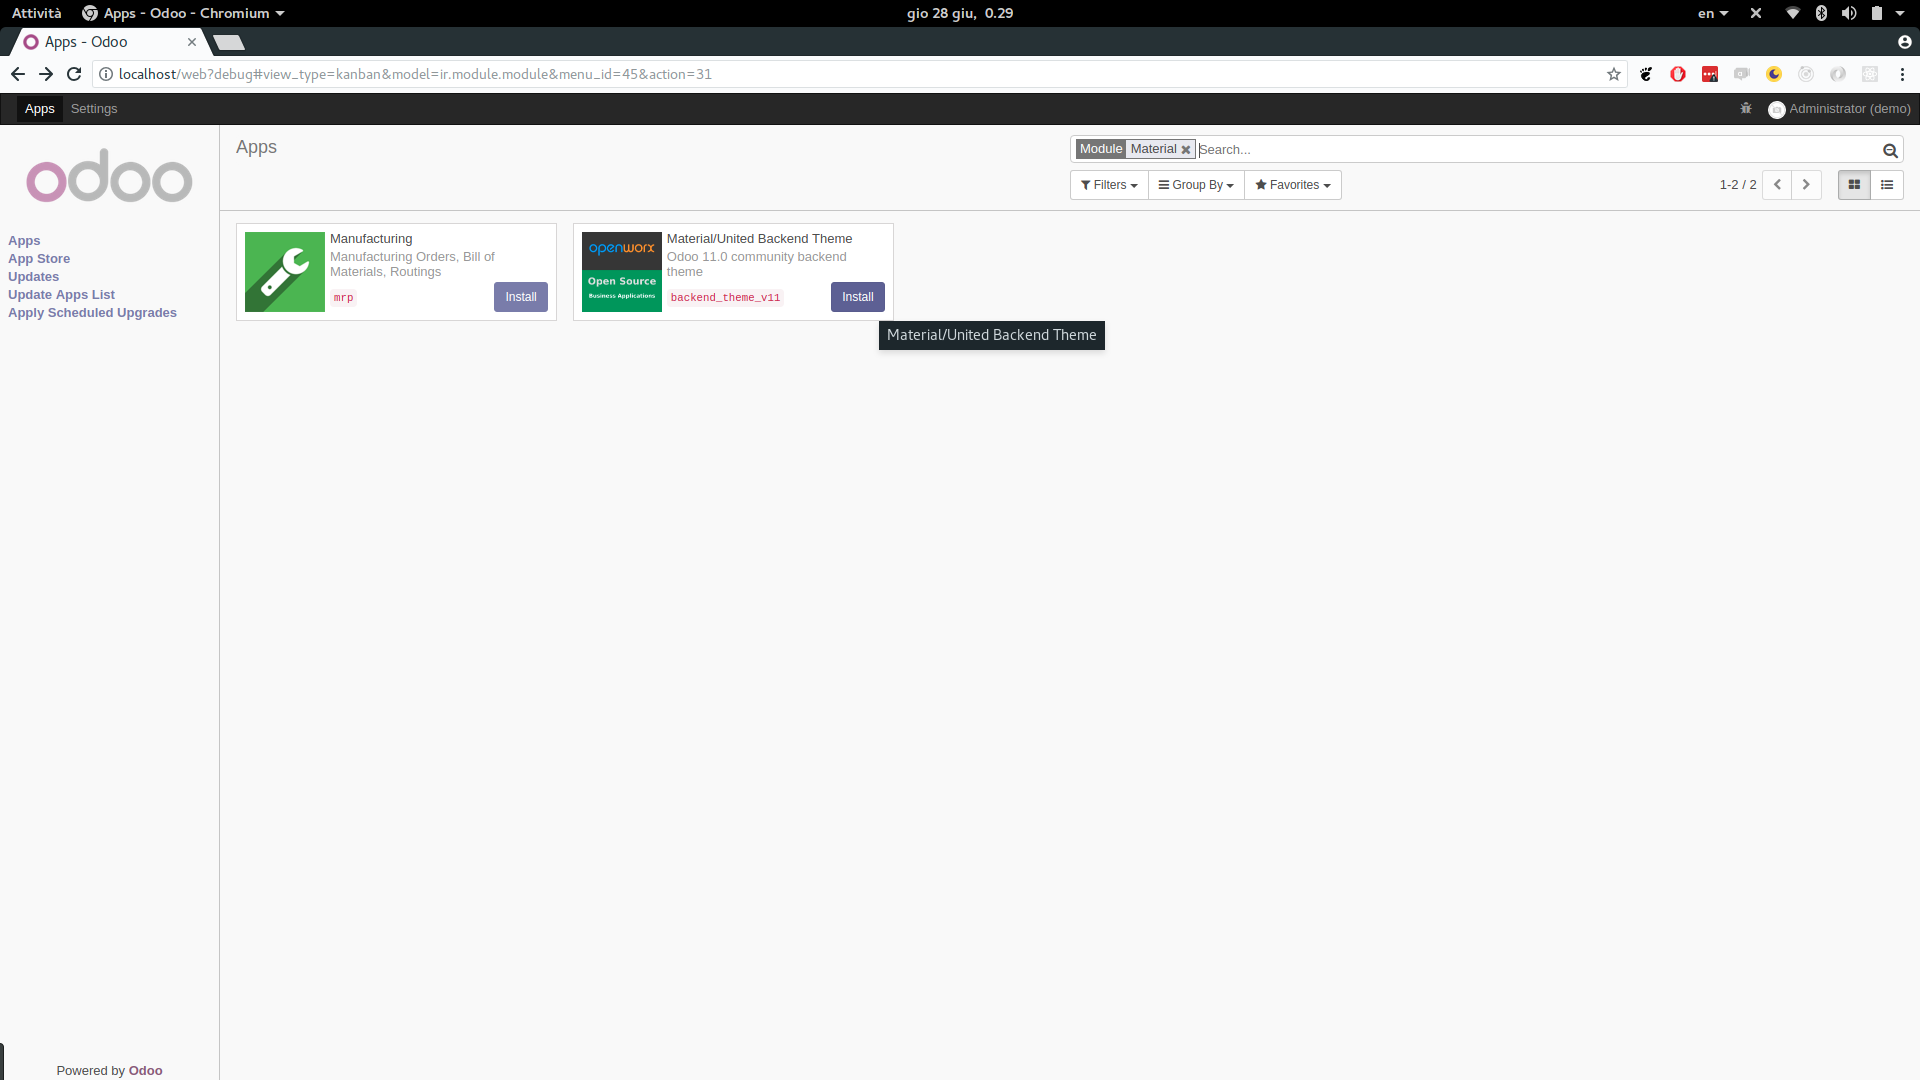 Attività
Apps - Odoo - Chromium
gio 28 giu, 0.29
en
Apps - Odoo
localhost/web?debug#view_type=kanban&model=ir.module.module&menu_id=45&action=31
Apps
Settings
Administrator (demo)
odoo
Apps
App Store
Updates
Update Apps List
Apply Scheduled Upgrades
Powered by Odoo
Apps
Module Material Search...
Filters Group By Favorites
1-2 / 2
Manufacturing
Manufacturing Orders, Bill of
Materials, Routings
mrp
Install
openworx
Open Source
Business Applications
Material/United Backend Theme
Odoo 11.0 community backend
theme
backend_theme_v11
Install
Material/United Backend Theme